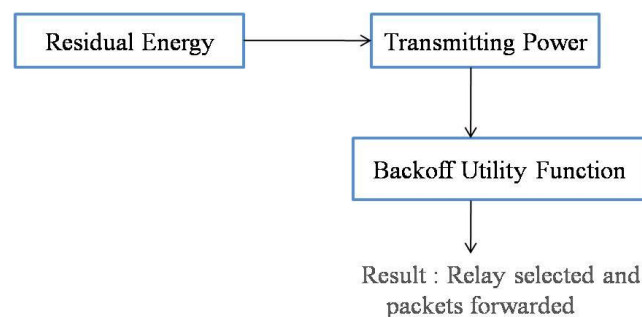 Residual Energy
Transmitting Power
Backoff Utility Function
Result : Relay selected and
packets forwarded